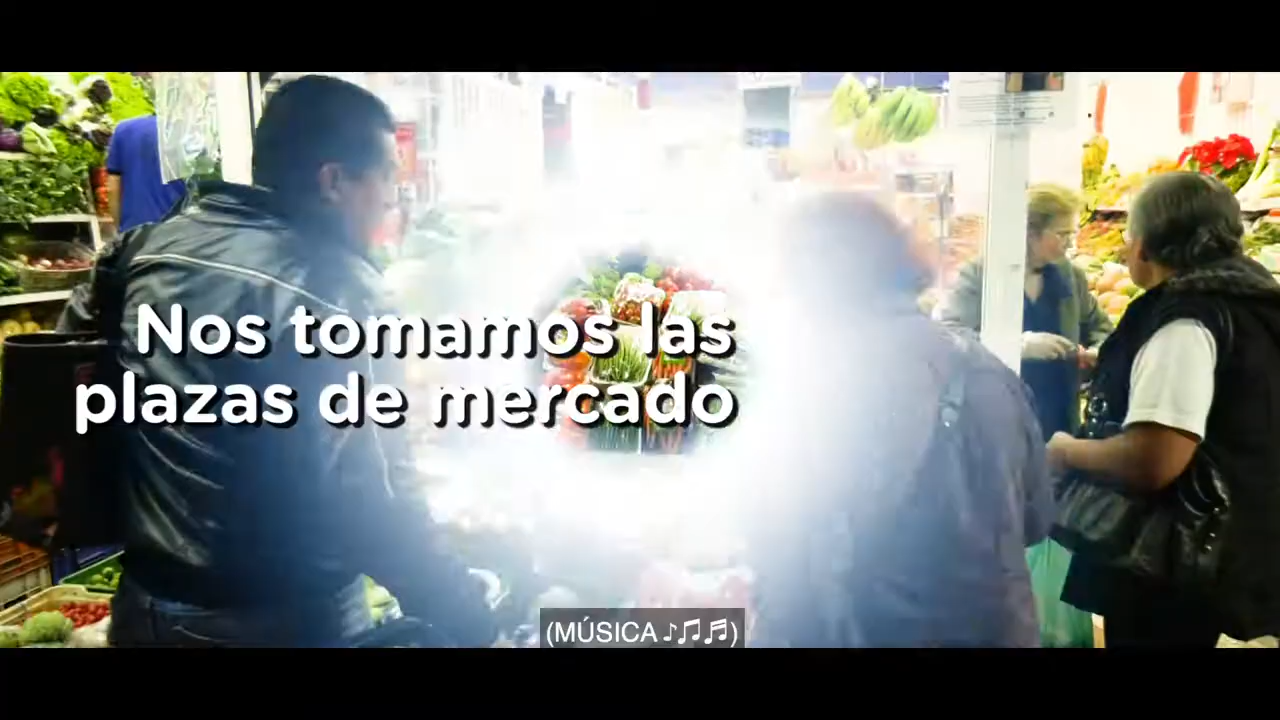 Nos tomamos las
plazas de mercado
(MÚSICA ♪♫♬)